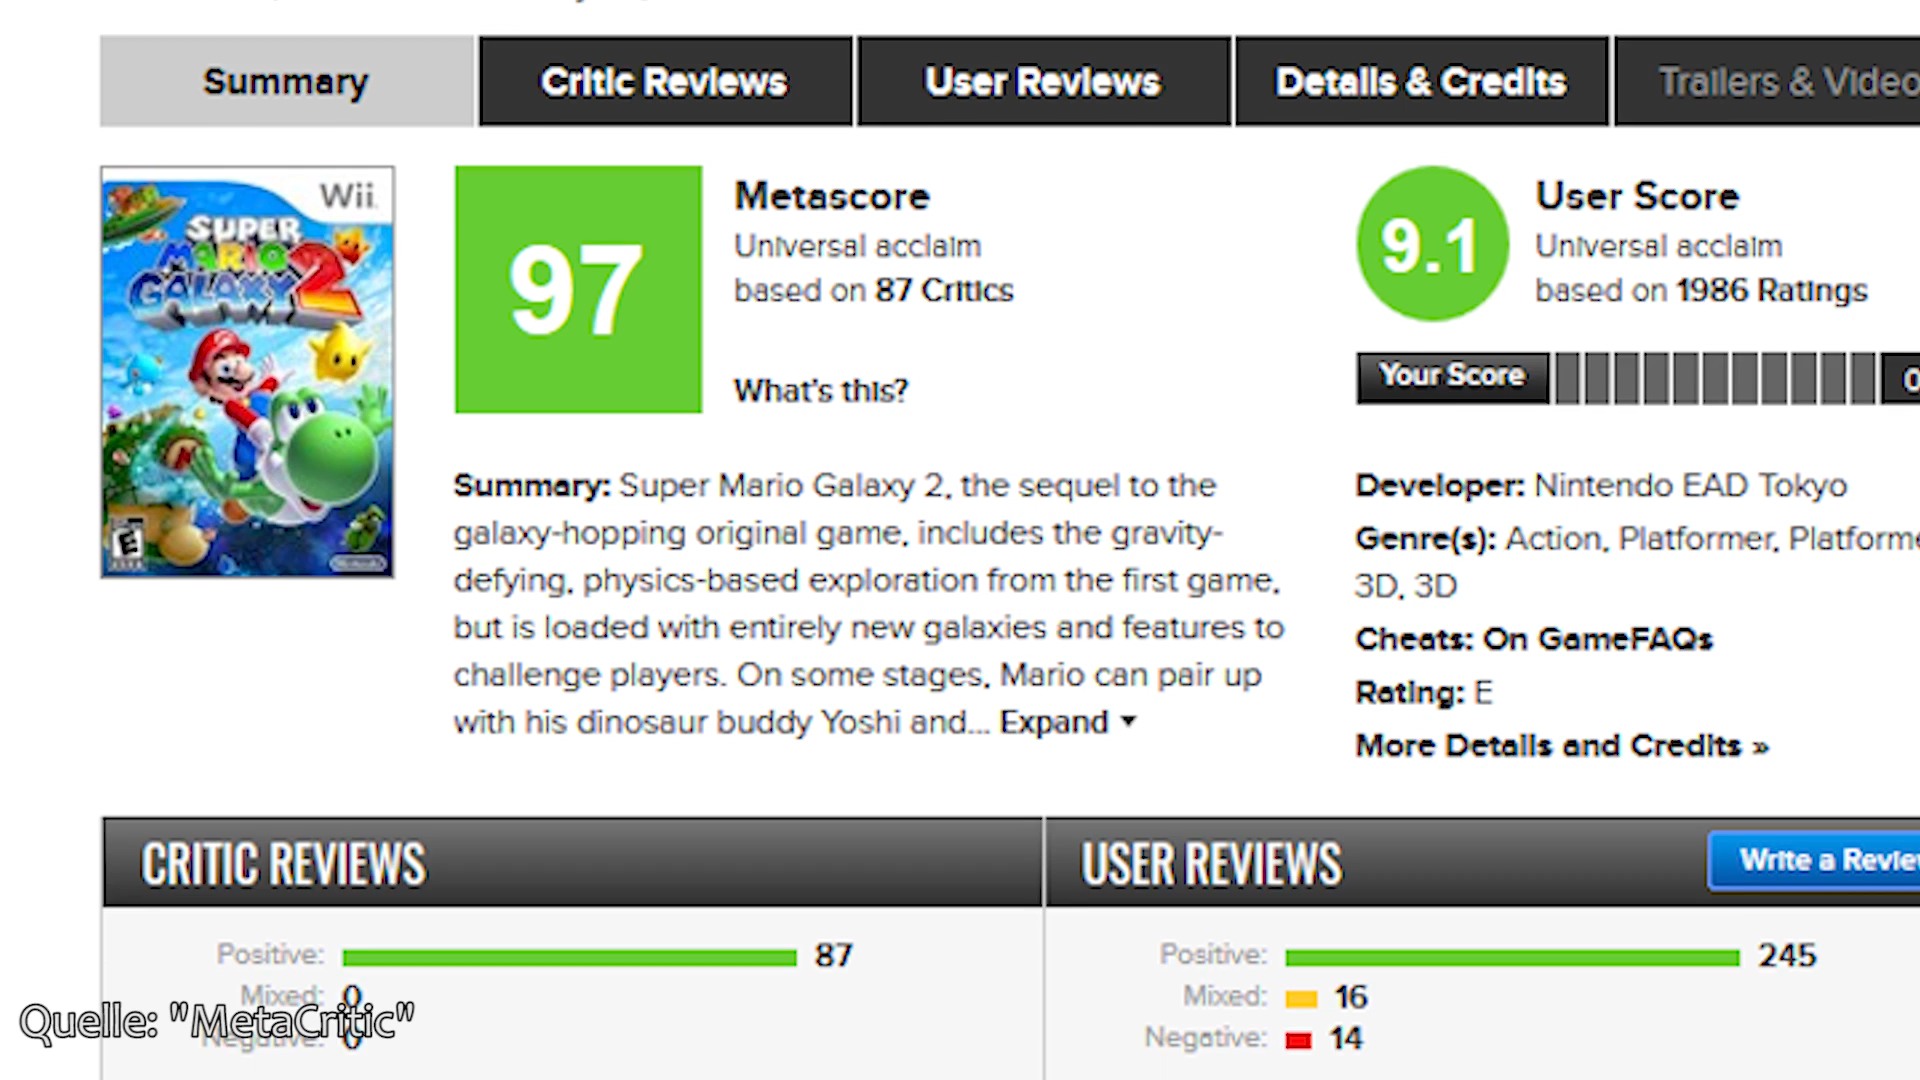 Summary
Critic Reviews
User Reviews
Details & Credits
Trailers & Video
Wii
SUPER
MARIO
GALAXY 2
E
Nintendo
97
Metascore
Universal acclaim
based on 87 Critics
What's this?
9.1
User Score
Universal acclaim
based on 1986 Ratings
Your Score
0
Summary: Super Mario Galaxy 2, the sequel to the
galaxy-hopping original game, includes the gravity-
defying, physics-based exploration from the first game,
but is loaded with entirely new galaxies and features to
challenge players. On some stages, Mario can pair up
with his dinosaur buddy Yoshi and... Expand
Developer: Nintendo EAD Tokyo
Genre(s): Action, Platformer, Platforme
3D, 3D
Cheats: On GameFAQs
Rating: E
More Details and Credits »
CRITIC REVIEWS
Positive: 87
Mixed: 0
Negative: 0
USER REVIEWS
Write a Review
Positive: 245
Mixed: 16
Negative: 14
Quelle: "MetaCritic"